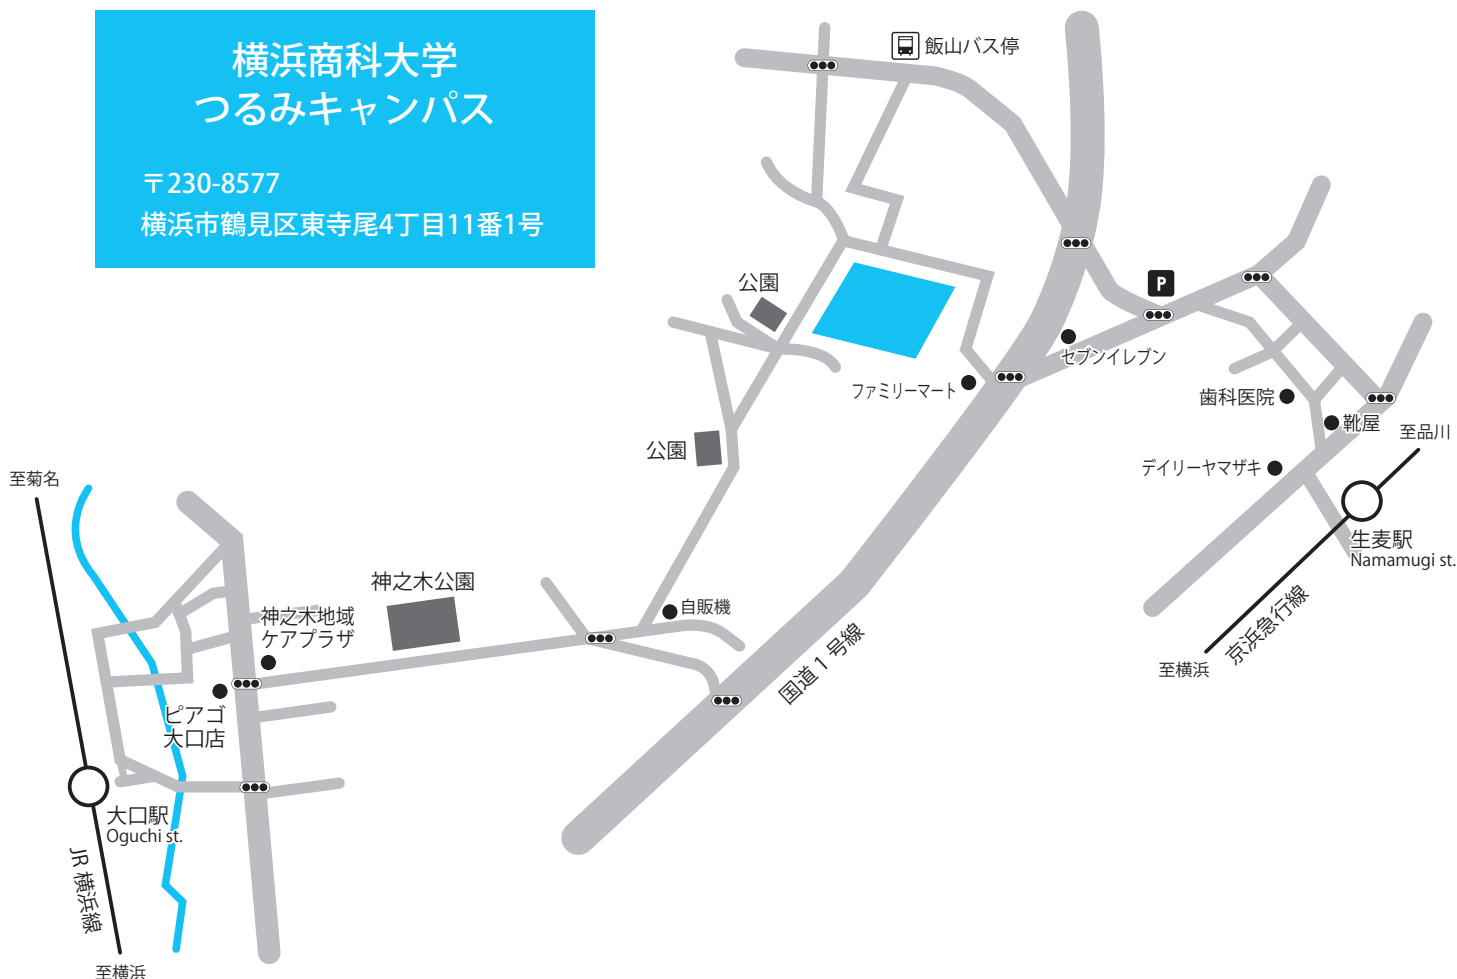 横浜商科大学
つるみキャンパス
〒230-8577
横浜市鶴見区東寺尾4丁目11番1号
飯山バス停
公園
P
セブンイレブン
ファミリーマート
歯科医院
靴屋
至品川
公園
デイリーヤマザキ
至菊名
生麦駅
Namamugi st.
神之木公園
自販機
神之木地域
ケアプラザ
京浜急行線
国道1号線
至横浜
ピアゴ
大口店
大口駅
Oguchi st.
JR 横浜線
至横浜